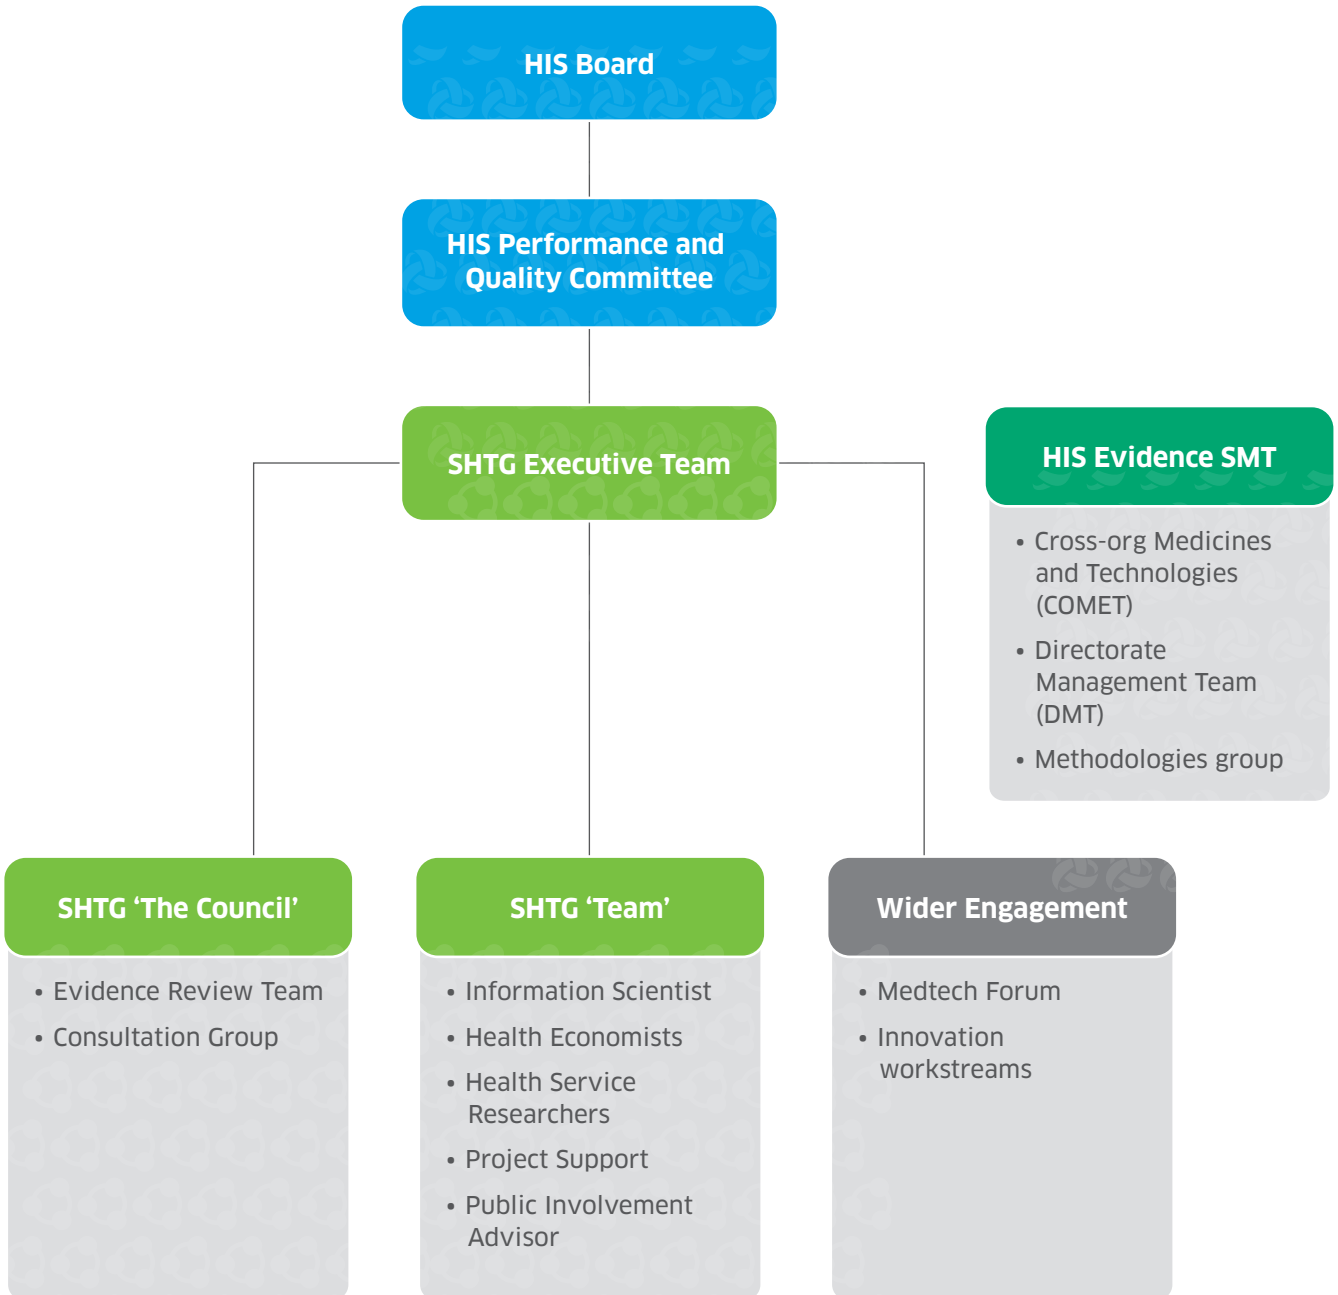 HIS Board
HIS Performance and
Quality Committee
SHTG Executive Team
HIS Evidence SMT
• Cross-org Medicines
and Technologies
(COMET)
• Directorate
Management Team
(DMT)
• Methodologies group
SHTG ‘The Council’
• Evidence Review Team
• Consultation Group
SHTG ‘Team’
• Information Scientist
• Health Economists
• Health Service
Researchers
• Project Support
• Public Involvement
Advisor
Wider Engagement
• Medtech Forum
• Innovation
workstreams